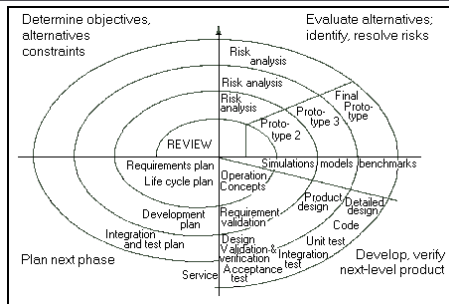 Determine objectives,
alternatives
constraints
Evaluate alternatives;
identify, resolve risks
Risk
analysis
Risk analysis
Risk
analysis
Final
Proto-
type
Proto-
type 3
Proto-
type 2
REVIEW
Requirements plan
Life cycle plan
Simulations models benchmarks
Operation
Concepts
Development
plan
Requirement
validation
Product
design
Detailed
design
Code
Integration
and test plan
Design
Validation&
verification
Unit test
Integration
test
Acceptance
test
Service
Plan next phase
Develop, verify
next-level product